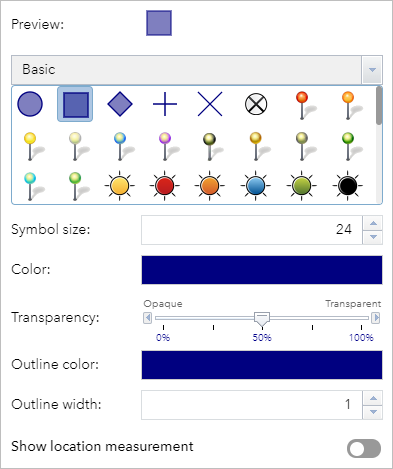 Preview:
Basic
Symbol size: 24
Color:
Opaque Transparent
Transparency:
0% 50% 100%
Outline color:
Outline width: 1
Show location measurement